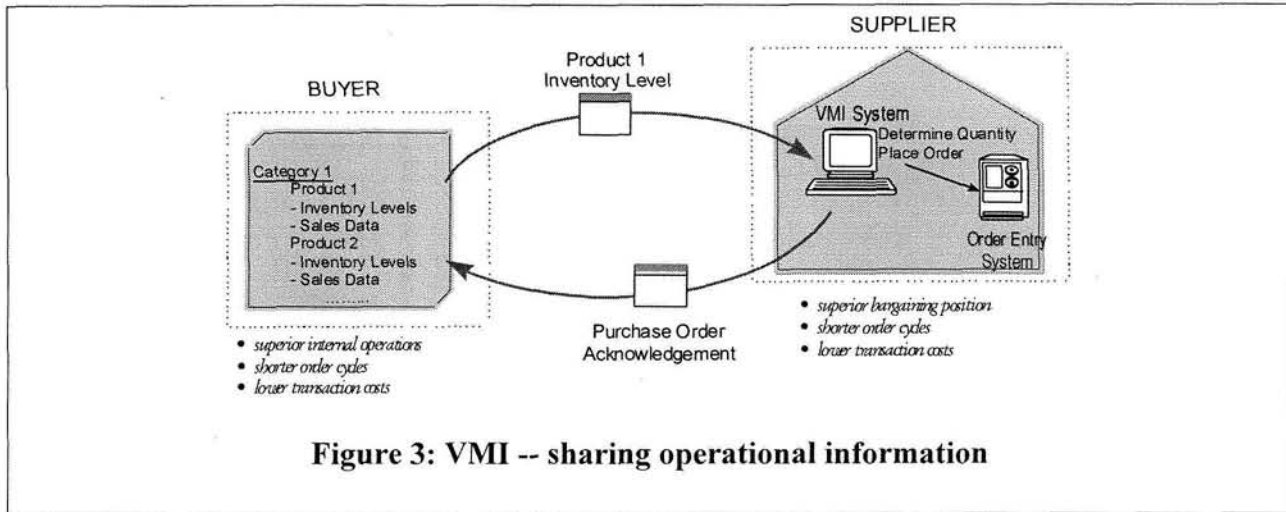 SUPPLIER
Product 1
Inventory Level
BUYER
VMI System
Determine Quantity
Place Order
Category 1
Product 1
- Inventory Levels
- Sales Data
Product 2
- Inventory Levels
- Sales Data
..........
Order Entry
System
Purchase Order
Acknowledgement
• superior internal operations
• shorter order cycles
• lower transaction costs
• superior bargaining position
• shorter order cycles
• lower transaction costs
Figure 3: VMI -- sharing operational information